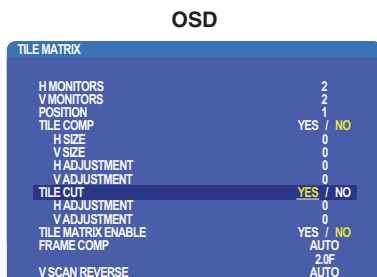 OSD
TILE MATRIX
H MONITORS 2
V MONITORS 2
POSITION 1
TILE COMP YES / NO
H SIZE 0
V SIZE 0
H ADJUSTMENT 0
V ADJUSTMENT 0
TILE CUT YES / NO
H ADJUSTMENT 0
V ADJUSTMENT 0
TILE MATRIX ENABLE YES / NO
FRAME COMP AUTO
2.0F
V SCAN REVERSE AUTO